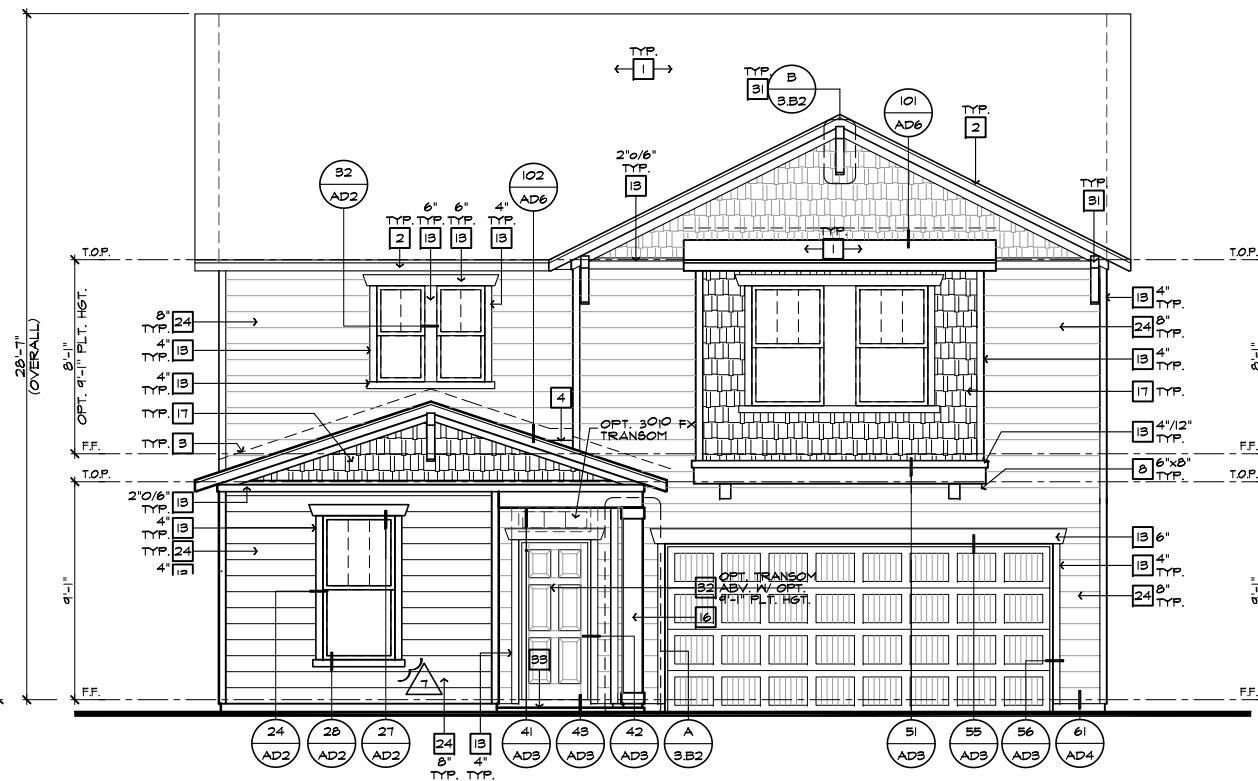 TYP.
1
TYP.
31
B
3.B2
101
AD6
TYP.
2
2"o/6"
TYP.
13
32
AD2
102
AD6
TYP.
31
TYP.
2
6"
TYP.
13
6"
TYP.
13
4"
TYP.
13
TYP.
1
T.O.P.
T.O.P.
28'-7"
(OVERALL)
8'-1"
OPT. 9'-1" PLT. HGT.
8"
TYP. 24
4"
TYP. 13
4"
TYP. 13
TYP. 17
TYP. 3
13 4"
TYP.
24 8"
TYP.
13 4"
TYP.
17 TYP.
13 4"/12"
TYP.
8 6"x8"
TYP.
8'-1"
4
OPT. 3010 FX
TRANSOM
F.F.
F.F.
T.O.P.
T.O.P.
2"o/6"
TYP. 13
4"
TYP. 13
TYP. 24
4"
13
9'-1"
13 6"
13 4"
TYP.
24 8"
TYP.
9'-1"
32
OPT. TRANSOM
ABV. W/ OPT.
9'-1" PLT. HGT.
16
33
7
F.F.
F.F.
24
AD2
28
AD2
27
AD2
24
8"
TYP.
13
4"
TYP.
41
AD3
43
AD3
42
AD3
A
3.B2
51
AD3
55
AD3
56
AD3
61
AD4